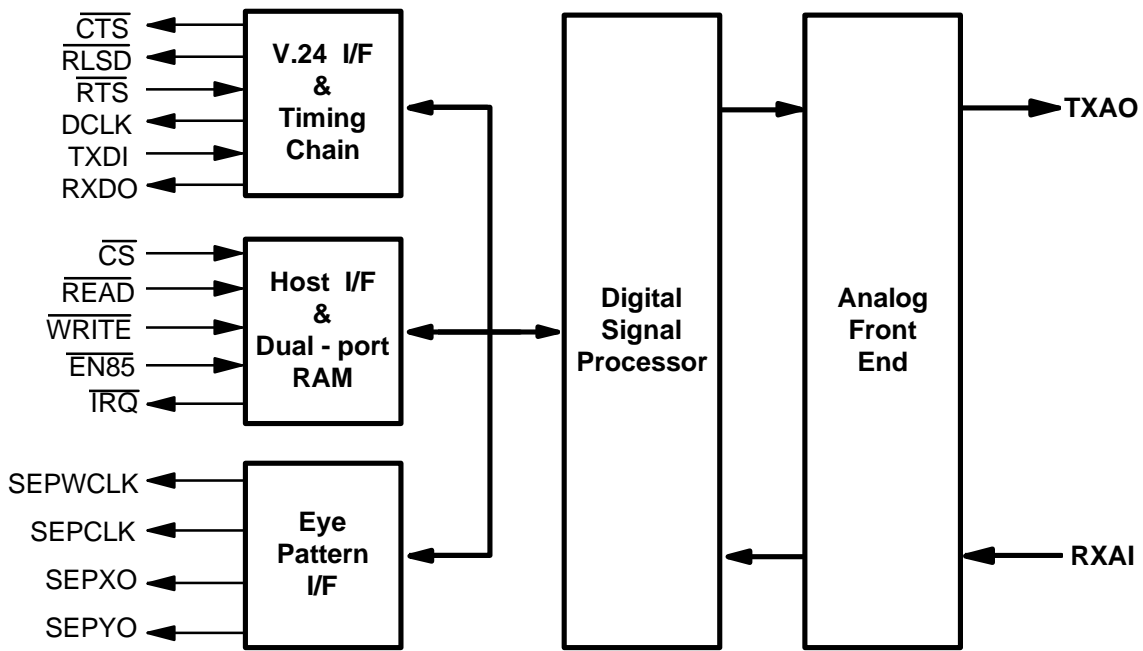 CTS
RLSD
RTS
DCLK
TXDI
RXDO
V.24 I/F
&
Timing
Chain
CS
READ
WRITE
EN85
IRQ
Host I/F
&
Dual - port
RAM
SEPWCLK
SEPCLK
SEPXO
SEPYO
Eye
Pattern
I/F
Digital
Signal
Processor
Analog
Front
End
TXAO
RXAI